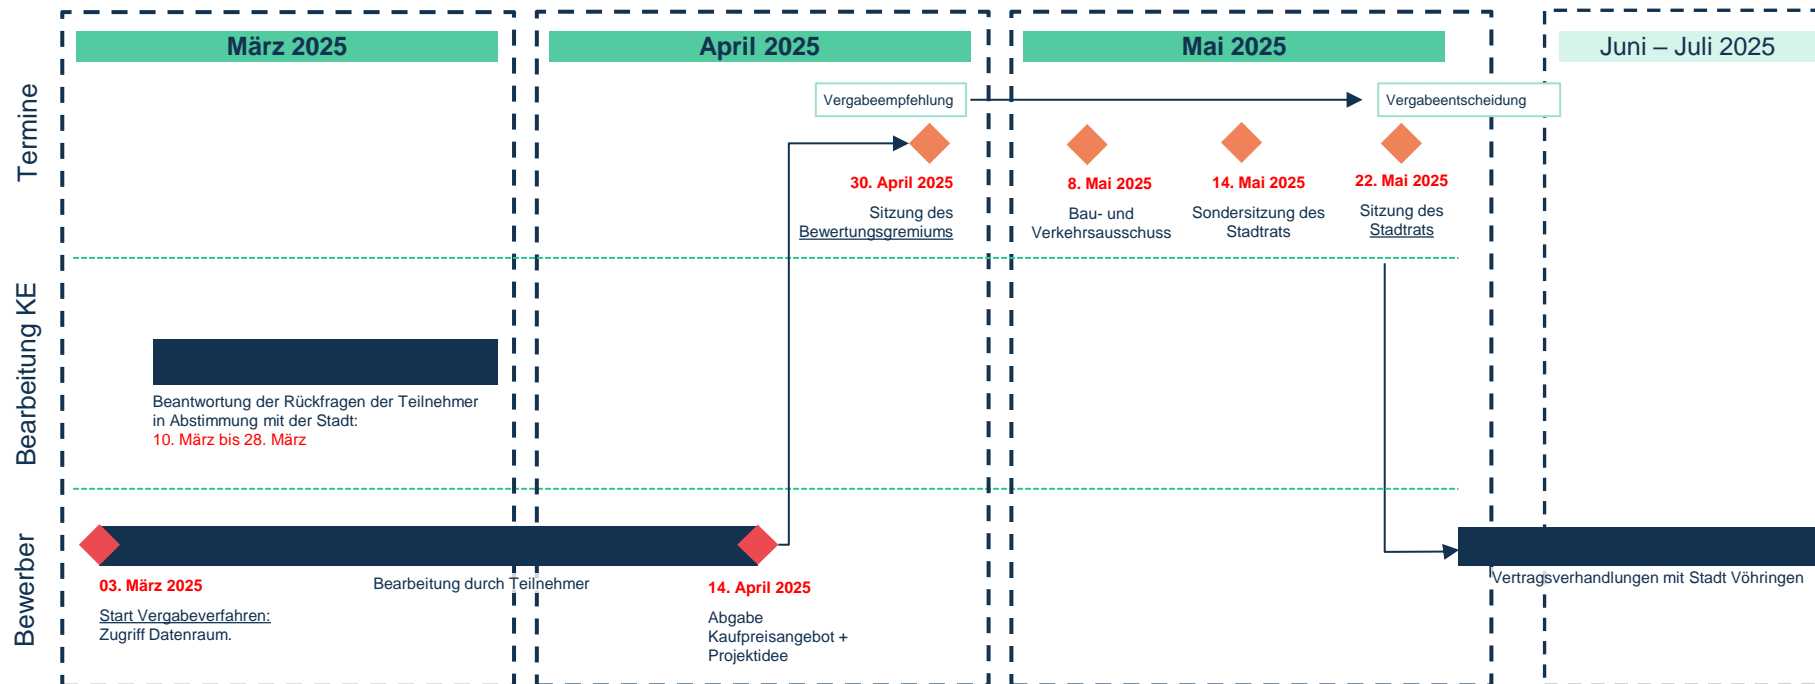 März 2025
April 2025
Mai 2025
Juni – Juli 2025
Termine
Vergabeempfehlung
Vergabeentscheidung
30. April 2025
Sitzung des
Bewertungsgremiums
8. Mai 2025
Bau- und
Verkehrsausschuss
14. Mai 2025
Sondersitzung des
Stadtrats
22. Mai 2025
Sitzung des
Stadtrats
Bearbeitung KE
Beantwortung der Rückfragen der Teilnehmer
in Abstimmung mit der Stadt:
10. März bis 28. März
Bewerber
03. März 2025
Start Vergabeverfahren:
Zugriff Datenraum.
Bearbeitung durch Teilnehmer
14. April 2025
Abgabe
Kaufpreisangebot +
Projektidee
Vertragsverhandlungen mit Stadt Vöhringen